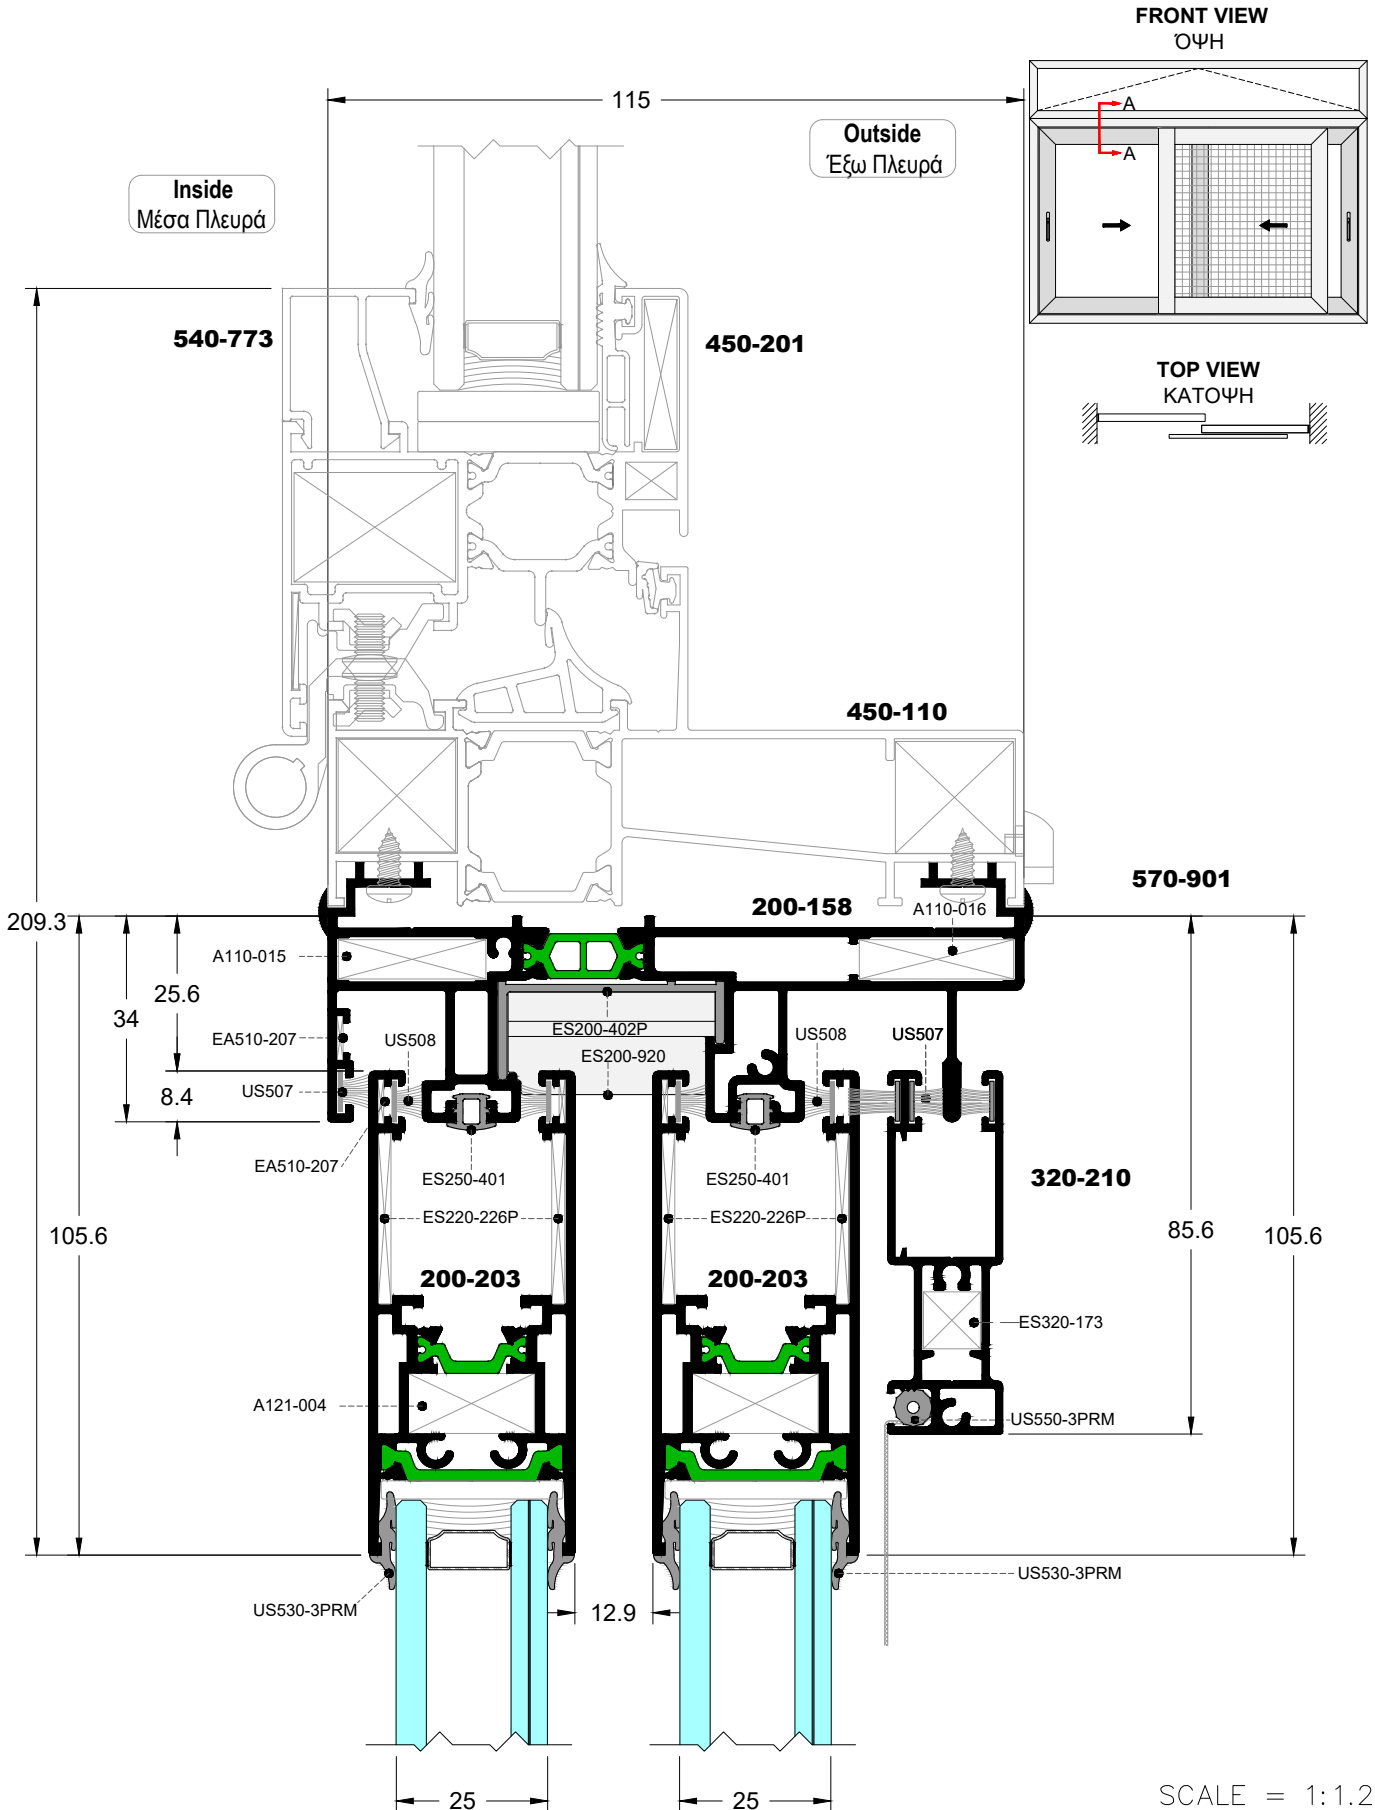 FRONT VIEW
ΌΨΗ
115
Outside
Έξω Πλευρά
A
A
Inside
Μέσα Πλευρά
540-773
450-201
TOP VIEW
ΚΑΤΟΨΗ
450-110
570-901
200-158
A110-016
209.3
A110-015
25.6
34
ES200-402P
EA510-207
US508
US508
US507
ES200-920
US507
8.4
EA510-207
ES250-401
ES250-401
320-210
ES220-226P
ES220-226P
105.6
85.6
105.6
200-203
200-203
ES320-173
A121-004
US550-3PRM
US530-3PRM
US530-3PRM
12.9
25
25
SCALE = 1:1.2